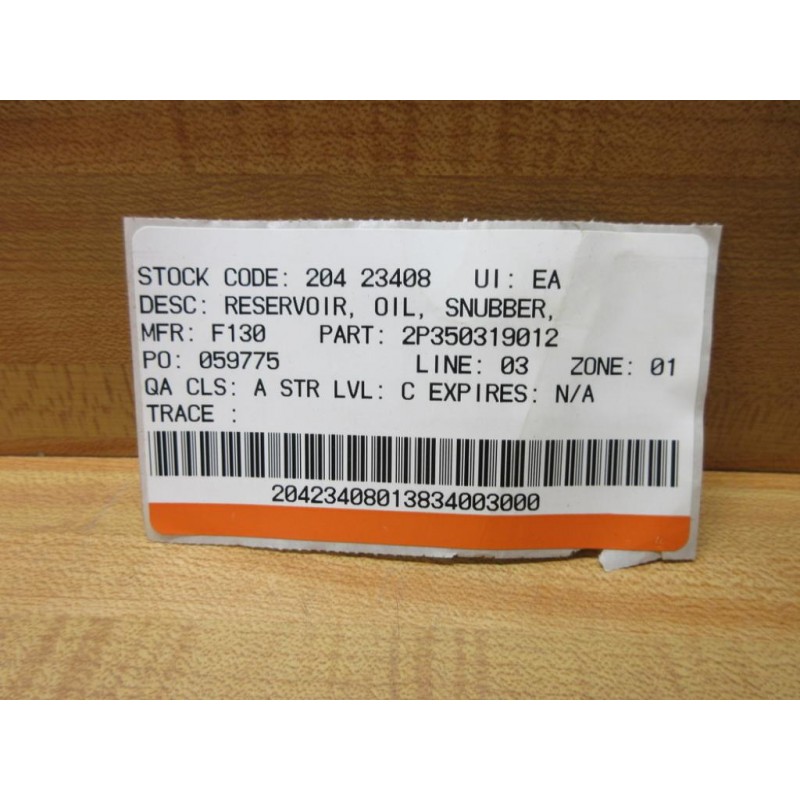 STOCK CODE: 204 23408 UI: EA
DESC: RESERVOIR, OIL, SNUBBER,
MFR: F130 PART: 2P350319012
PO: 059775 LINE: 03 ZONE: 01
QA CLS: A STR LVL: C EXPIRES: N/A
TRACE :
20423408013834003000